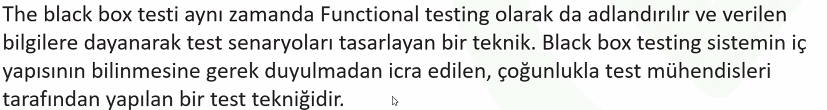 The black box testi aynı zamanda Functional testing olarak da adlandırılır ve verilen
bilgilere dayanarak test senaryoları tasarlayan bir teknik. Black box testing sistemin iç
yapısının bilinmesine gerek duyulmadan icra edilen, çoğunlukla test mühendisleri
tarafından yapılan bir test tekniğidir.